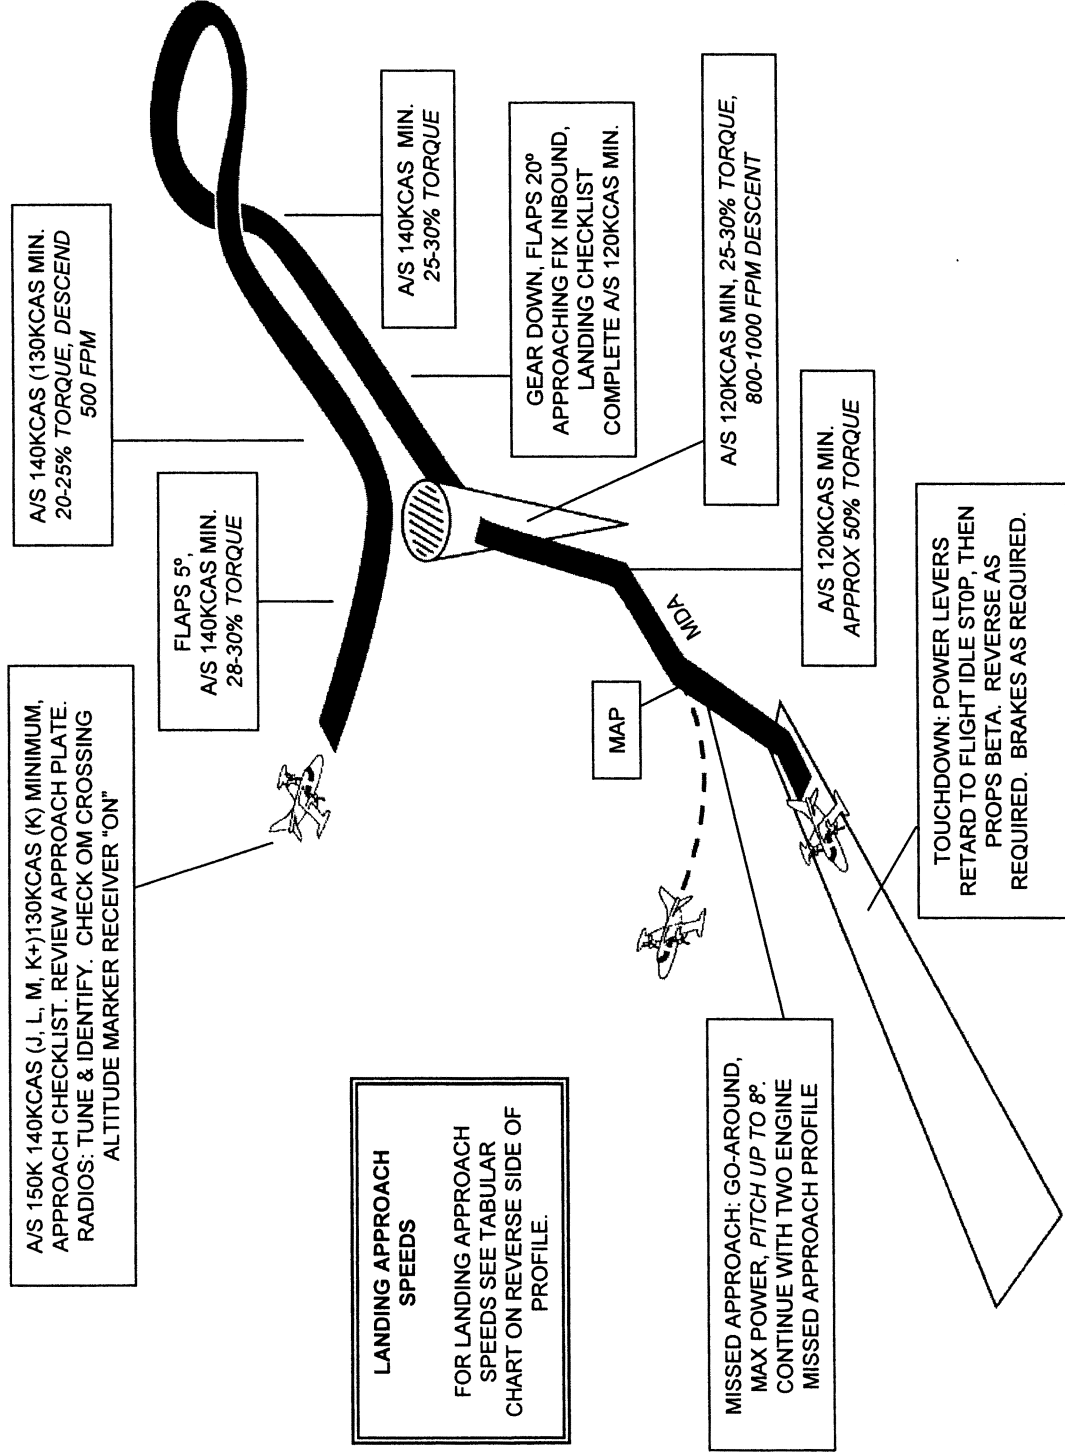 A/S 150K 140KCAS (J, L, M, K+)130KCAS (K) MINIMUM,
APPROACH CHECKLIST. REVIEW APPROACH PLATE.
RADIOS: TUNE & IDENTIFY. CHECK OM CROSSING
ALTITUDE MARKER RECEIVER "ON"
FLAPS 5º,
A/S 140KCAS MIN.
28-30% TORQUE
A/S 140KCAS (130KCAS MIN.
20-25% TORQUE, DESCEND
500 FPM
A/S 140KCAS MIN.
25-30% TORQUE
GEAR DOWN, FLAPS 20º
APPROACHING FIX INBOUND,
LANDING CHECKLIST
COMPLETE A/S 120KCAS MIN.
A/S 120KCAS MIN, 25-30% TORQUE,
800-1000 FPM DESCENT
A/S 120KCAS MIN.
APPROX 50% TORQUE
MDA
MAP
LANDING APPROACH
SPEEDS
FOR LANDING APPROACH
SPEEDS SEE TABULAR
CHART ON REVERSE SIDE OF
PROFILE.
MISSED APPROACH: GO-AROUND,
MAX POWER, PITCH UP TO 8º.
CONTINUE WITH TWO ENGINE
MISSED APPROACH PROFILE
TOUCHDOWN: POWER LEVERS
RETARD TO FLIGHT IDLE STOP, THEN
PROPS BETA. REVERSE AS
REQUIRED. BRAKES AS REQUIRED.